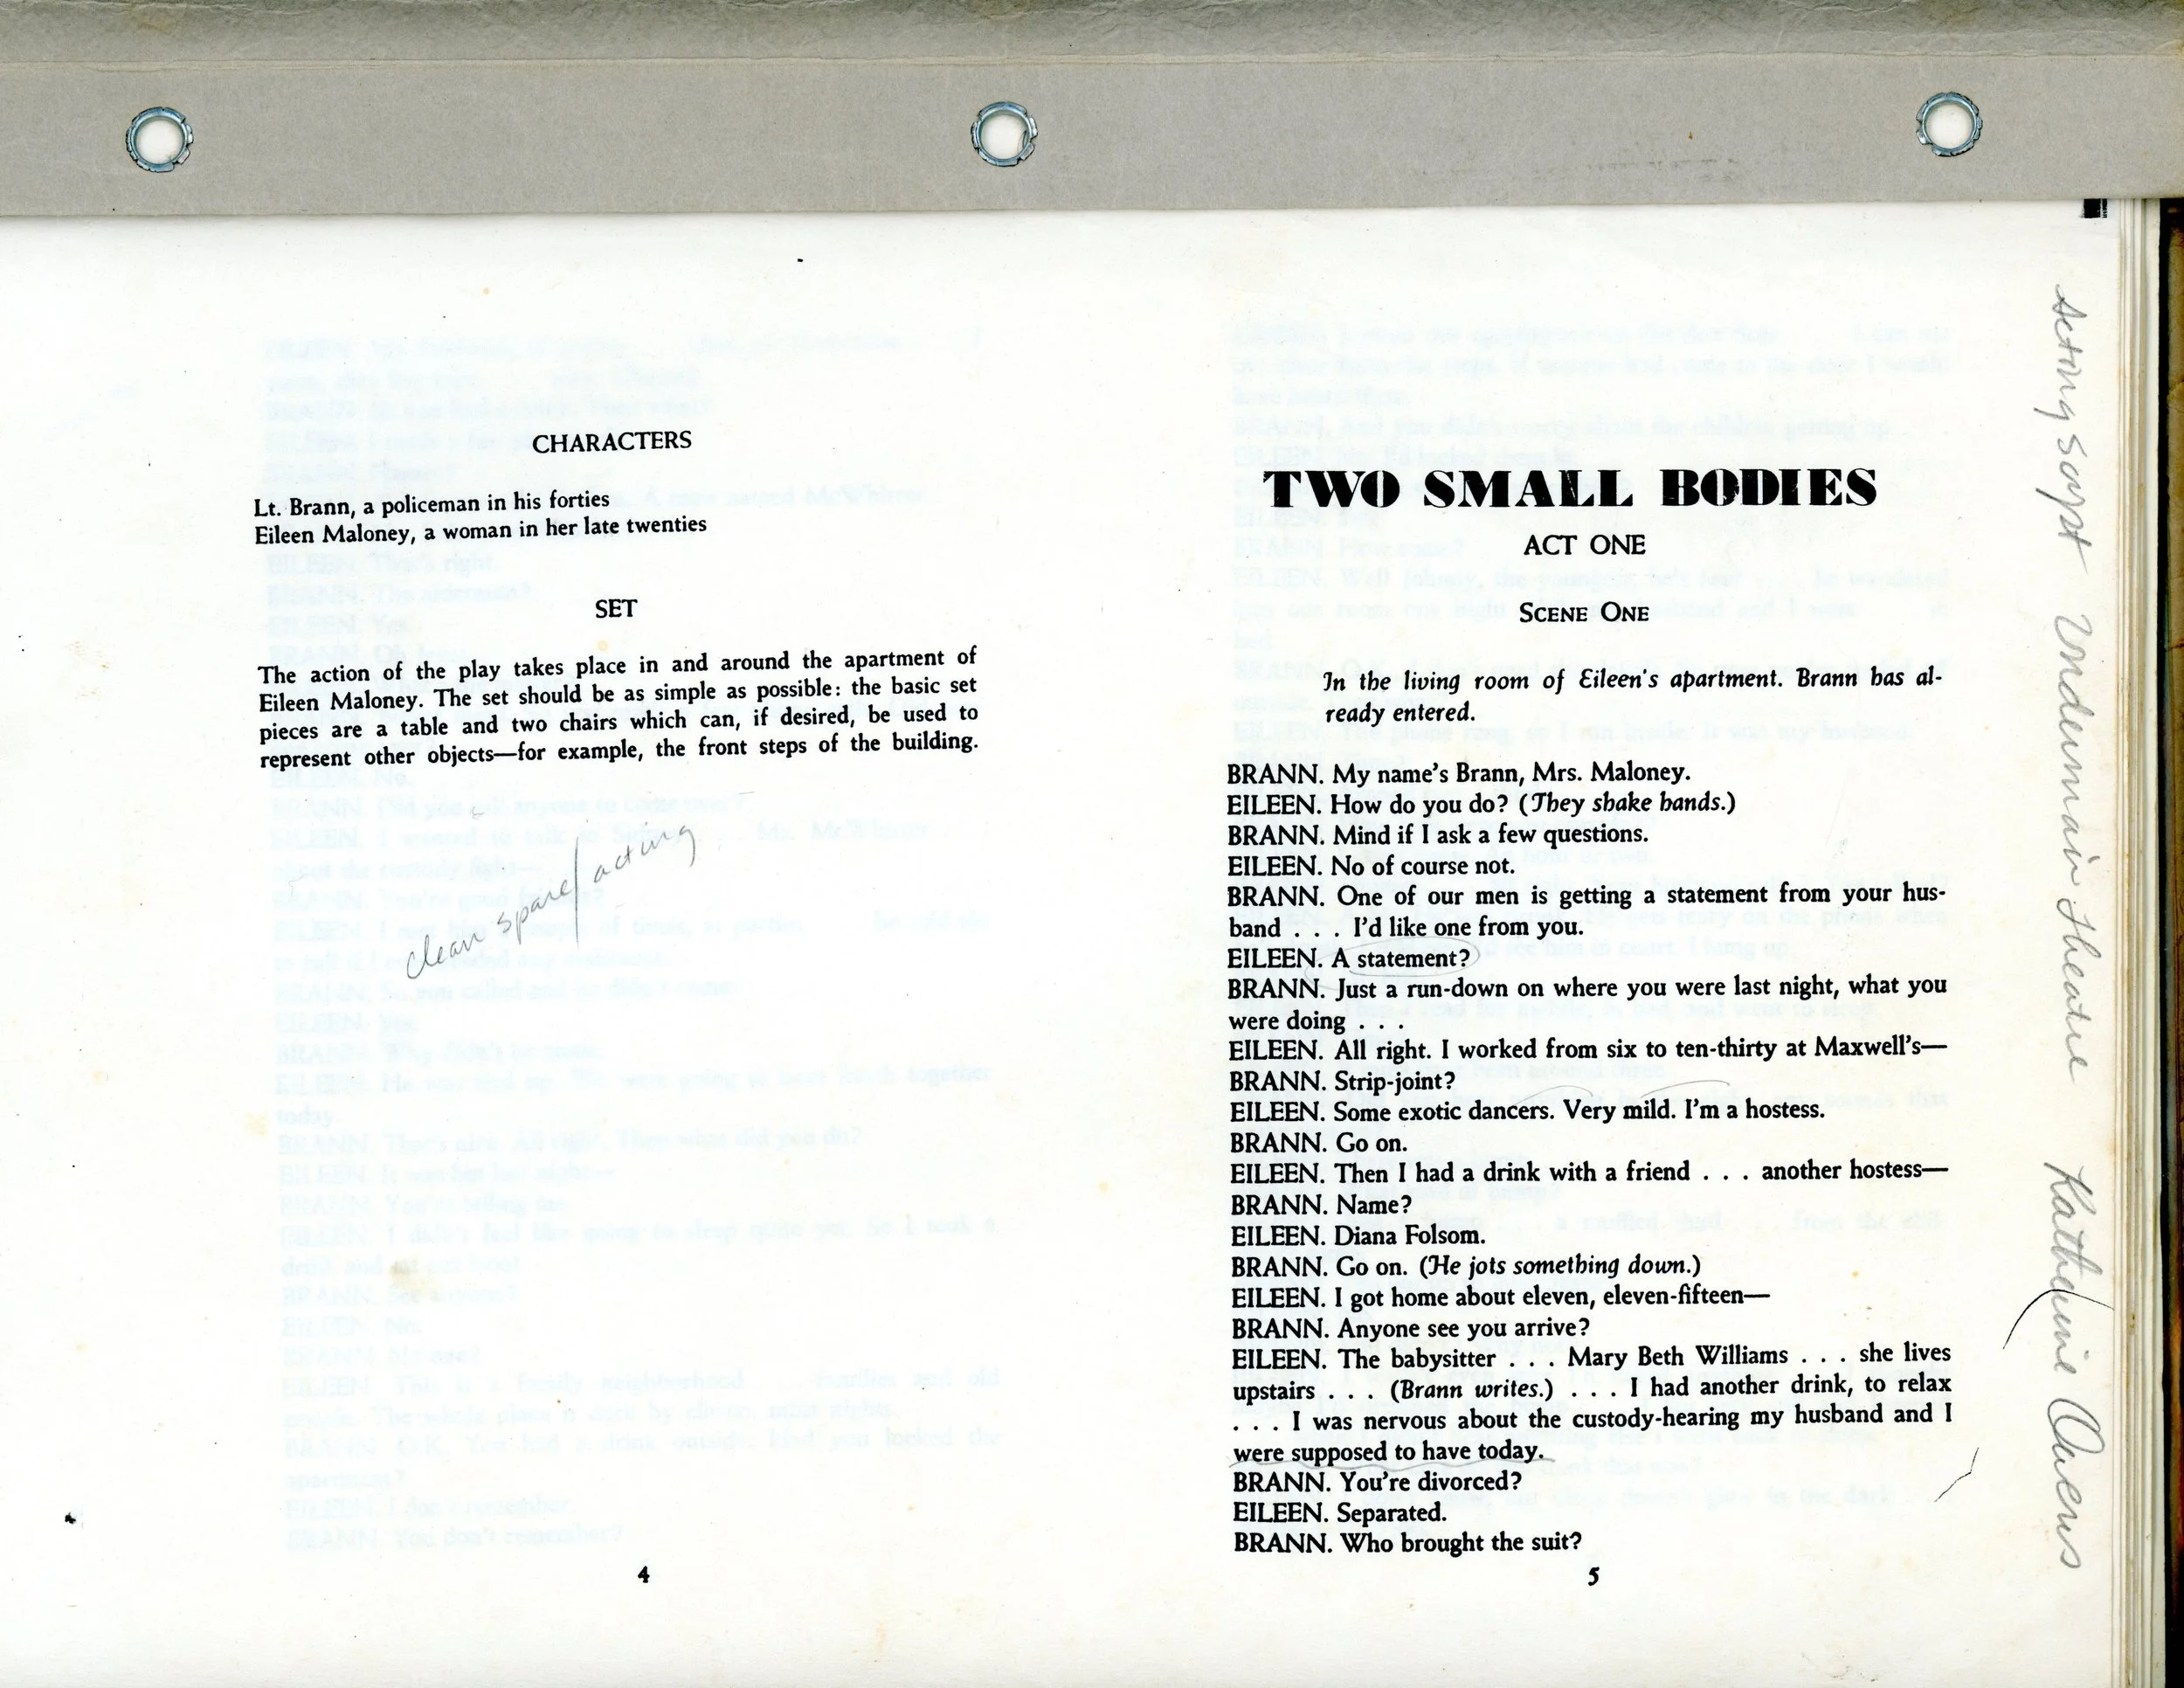 CHARACTERS
Lt. Brann, a policeman in his forties
Eileen Maloney, a woman in her late twenties
SET
The action of the play takes place in and around the apartment of
Eileen Maloney. The set should be as simple as possible: the basic set
pieces are a table and two chairs which can, if desired, be used to
represent other objects—for example, the front steps of the building.
clean spare/acting
4
TWO SMALL BODIES
ACT ONE
SCENE ONE
In the living room of Eileen's apartment. Brann has al-
ready entered.
BRANN. My name's Brann, Mrs. Maloney.
EILEEN. How do you do? (They shake hands.)
BRANN. Mind if I ask a few questions.
EILEEN. No of course not.
BRANN. One of our men is getting a statement from your hus-
band . . . I'd like one from you.
EILEEN. A statement?
BRANN. Just a run-down on where you were last night, what you
were doing . . .
EILEEN. All right. I worked from six to ten-thirty at Maxwell's—
BRANN. Strip-joint?
EILEEN. Some exotic dancers. Very mild. I'm a hostess.
BRANN. Go on.
EILEEN. Then I had a drink with a friend . . . another hostess—
BRANN. Name?
EILEEN. Diana Folsom.
BRANN. Go on. (He jots something down.)
EILEEN. I got home about eleven, eleven-fifteen—
BRANN. Anyone see you arrive?
EILEEN. The babysitter . . . Mary Beth Williams . . . she lives
upstairs . . . (Brann writes.) . . . I had another drink, to relax
. . . I was nervous about the custody-hearing my husband and I
were supposed to have today.
BRANN. You're divorced?
EILEEN. Separated.
BRANN. Who brought the suit?
5
Acting Script Undermain Theatre Katherine Owens